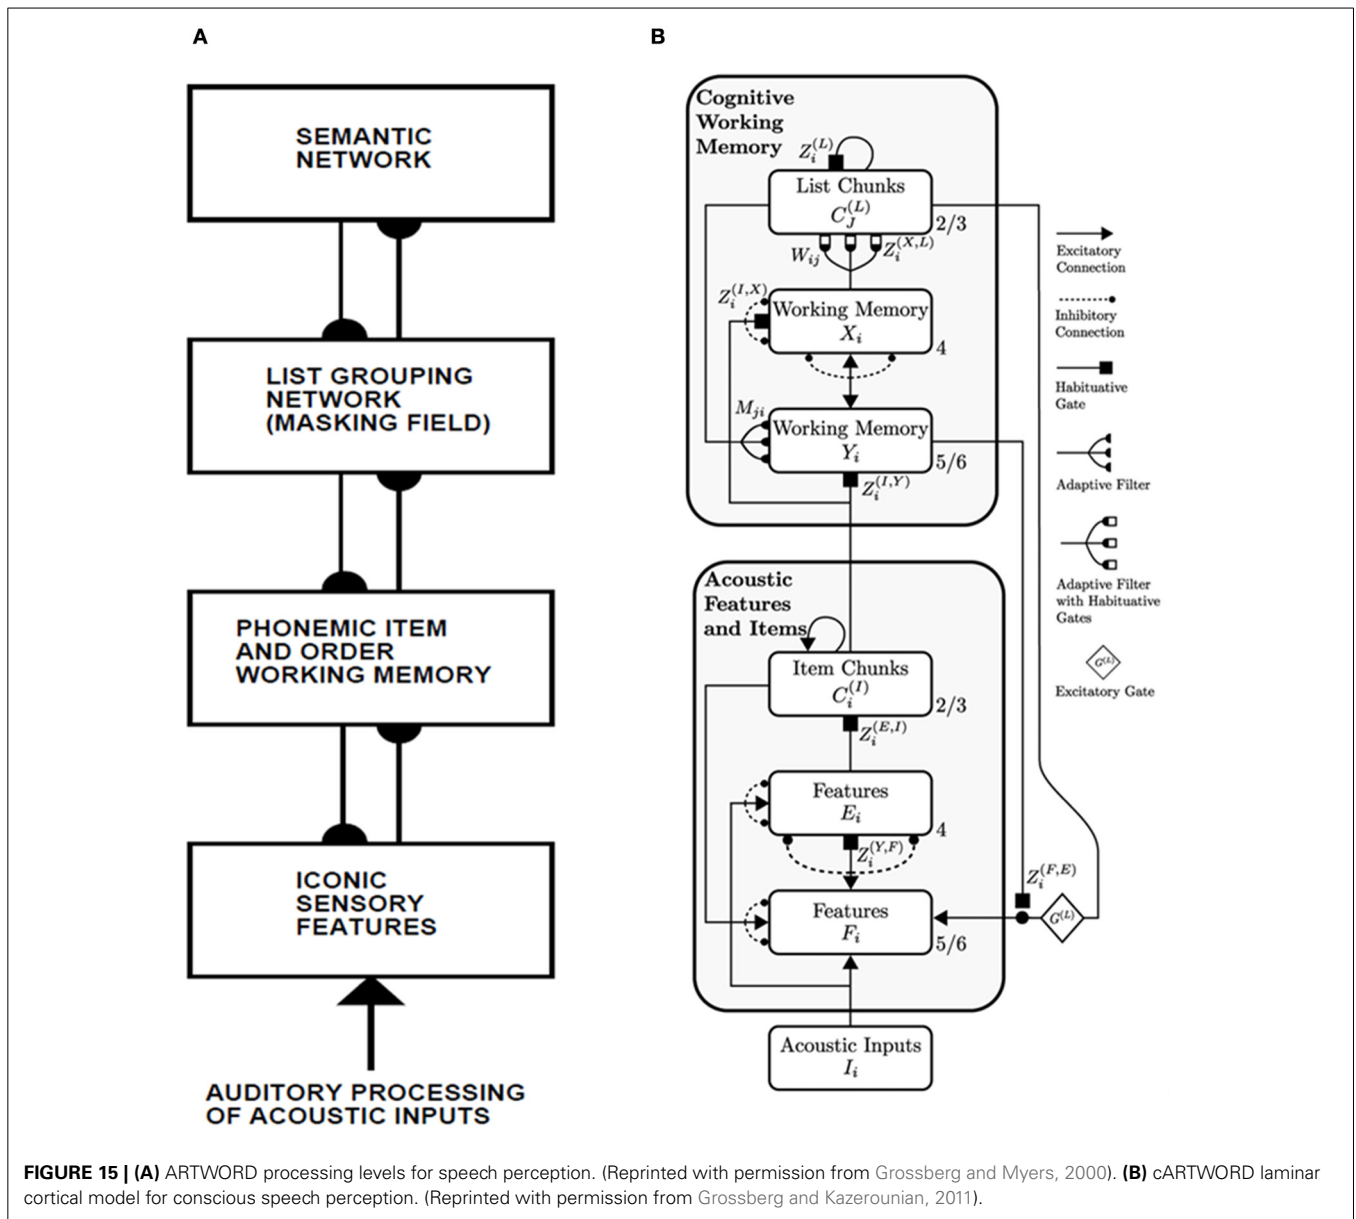 A
SEMANTIC
NETWORK
LIST GROUPING
NETWORK
(MASKING FIELD)
PHONEMIC ITEM
AND ORDER
WORKING MEMORY
ICONIC
SENSORY
FEATURES
AUDITORY PROCESSING
OF ACOUSTIC INPUTS
B
Cognitive
Working
Memory
Z_i^{(L)}
List Chunks
C_J^{(L)}
2/3
W_{ij}
Z_i^{(X,L)}
Z_i^{(I,X)}
Working Memory
X_i
4
M_{ji}
Working Memory
Y_i
5/6
Z_i^{(I,Y)}
Acoustic
Features
and Items
Item Chunks
C_i^{(I)}
2/3
Z_i^{(E,I)}
Features
E_i
4
Z_i^{(Y,F)}
Features
F_i
5/6
Z_i^{(F,E)}
G^{(L)}
Acoustic Inputs
I_i
Excitatory
Connection
Inhibitory
Connection
Habituative
Gate
Adaptive Filter
Adaptive Filter
with Habituative
Gates
G^{(L)}
Excitatory Gate
FIGURE 15 | (A) ARTWORD processing levels for speech perception. (Reprinted with permission from Grossberg and Myers, 2000). (B) cARTWORD laminar
cortical model for conscious speech perception. (Reprinted with permission from Grossberg and Kazerounian, 2011).